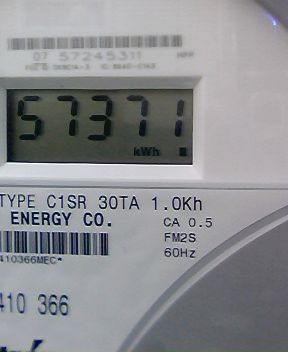 07 57245311
57371
kWh
TYPE C1SR 30TA 1.0Kh
ENERGY CO.
CA 0.5
FM2S
410366MEC*
60Hz
410 366